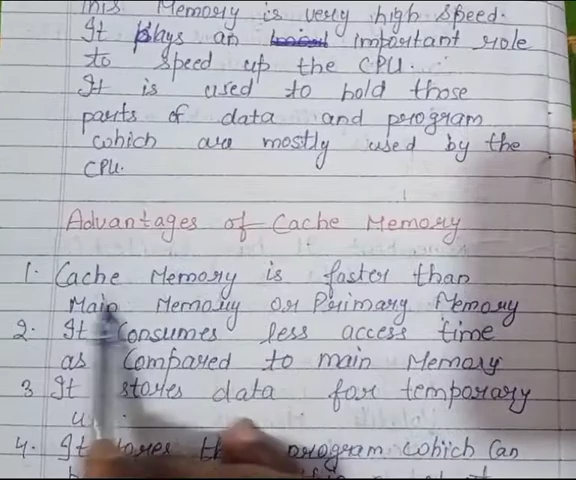 This Memory is very high speed.
It plays an important role
to speed up the CPU.
It is used to hold those
parts of data and program
which are mostly used by the
CPU.
Advantages of Cache Memory
1. Cache Memory is faster than
Main Memory or Primary Memory
2. It consumes less access time
as compared to main Memory
3 It stores data for temporary
4. It stores program which can